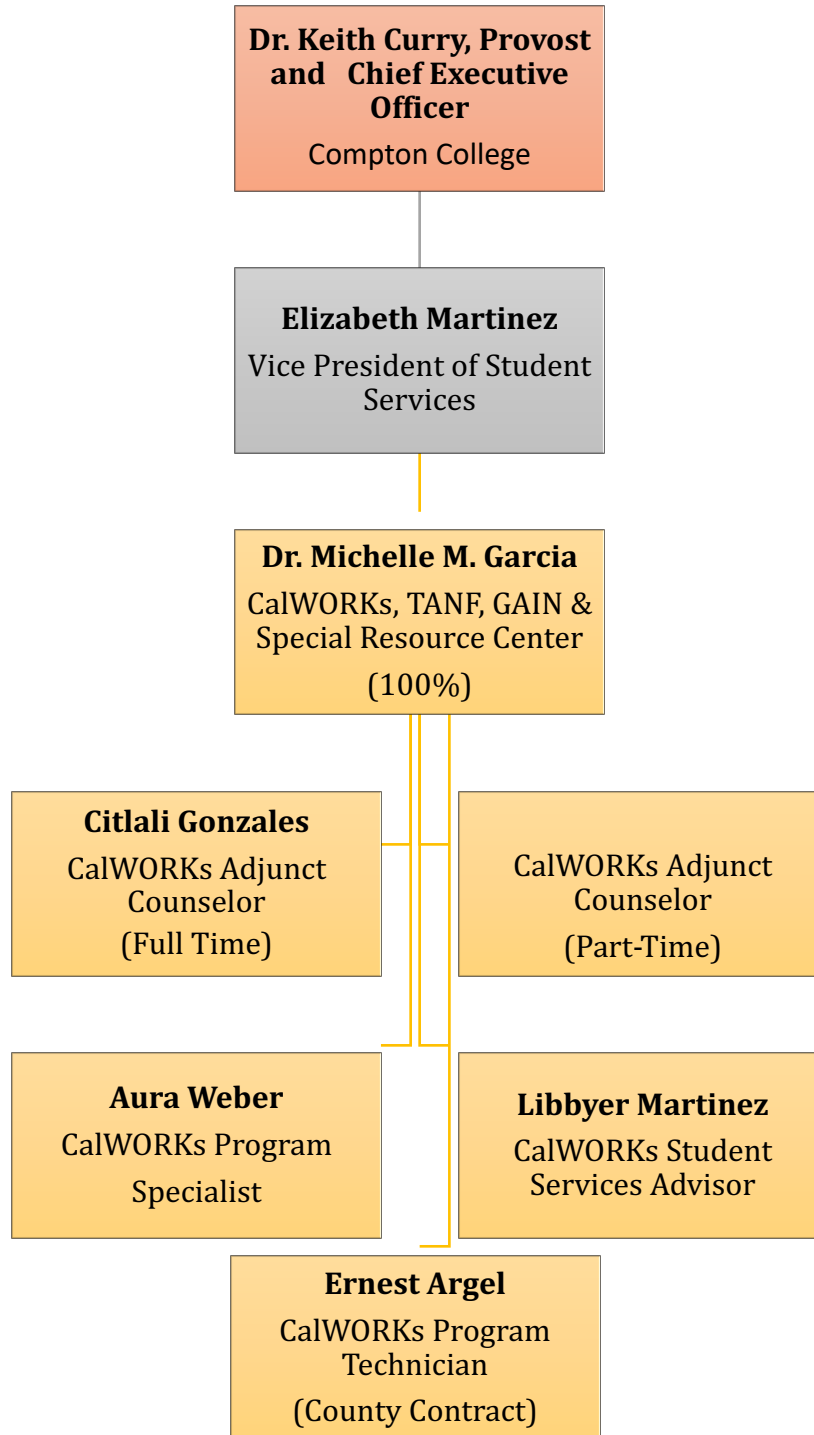 Dr. Keith Curry, Provost
and Chief Executive
Officer
Compton College
Elizabeth Martinez
Vice President of Student
Services
Dr. Michelle M. Garcia
CalWORKs, TANF, GAIN &
Special Resource Center
(100%)
Citlali Gonzales
CalWORKs Adjunct
Counselor
(Full Time)
CalWORKs Adjunct
Counselor
(Part-Time)
Aura Weber
CalWORKs Program
Specialist
Libbyer Martinez
CalWORKs Student
Services Advisor
Ernest Argel
CalWORKs Program
Technician
(County Contract)